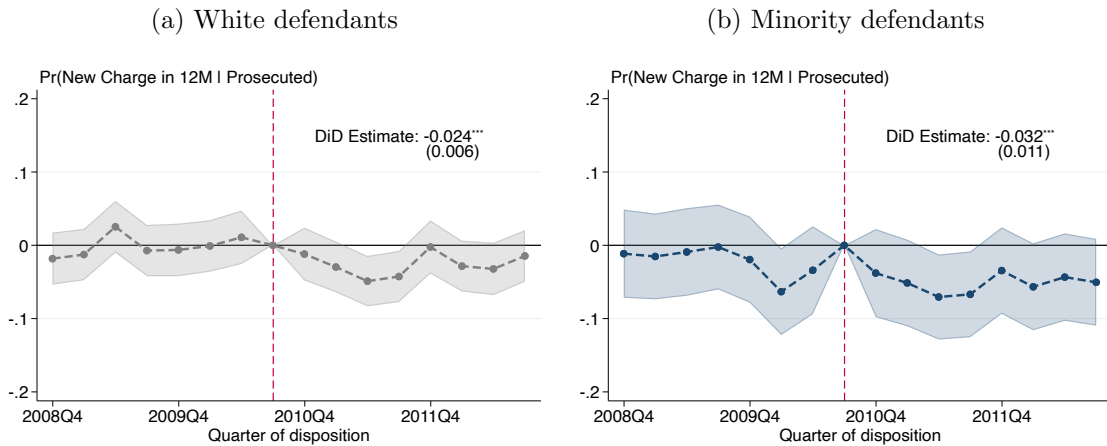 (a) White defendants
Pr(New Charge in 12M | Prosecuted)
.2
DiD Estimate: -0.024***
(0.006)
.1
0
-.1
-.2
2008Q4 2009Q4 2010Q4 2011Q4
Quarter of disposition
(b) Minority defendants
Pr(New Charge in 12M | Prosecuted)
.2
DiD Estimate: -0.032***
(0.011)
.1
0
-.1
-.2
2008Q4 2009Q4 2010Q4 2011Q4
Quarter of disposition